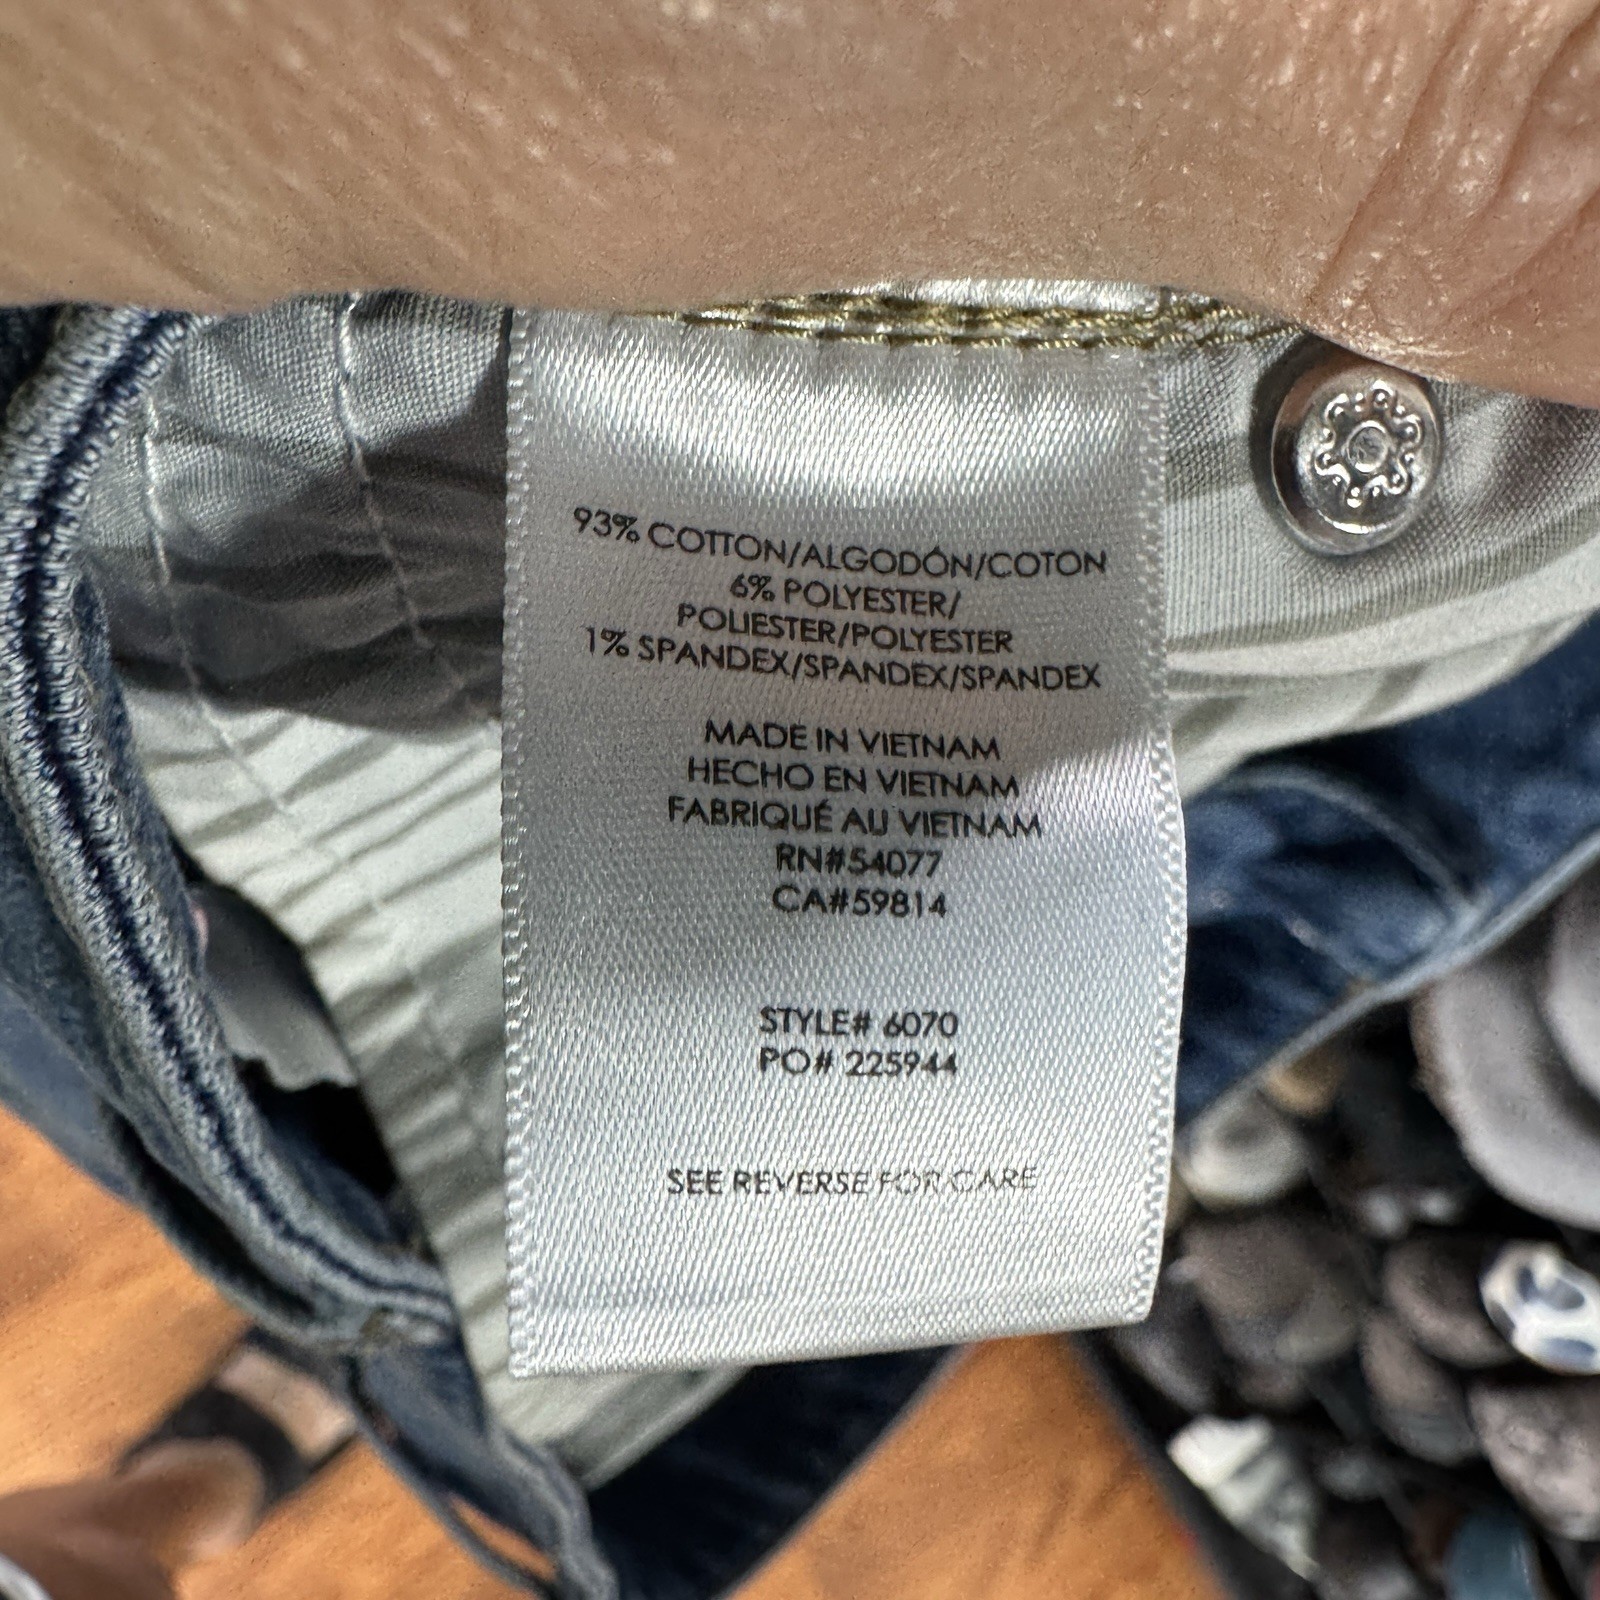 93% COTTON/ALGODÓN/COTON
6% POLYESTER/
POLIESTER/POLYESTER
1% SPANDEX/SPANDEX/SPANDEX
MADE IN VIETNAM
HECHO EN VIETNAM
FABRIQUÉ AU VIETNAM
RN#54077
CA#59814
STYLE# 6070
PO# 225944
SEE REVERSE FOR CARE